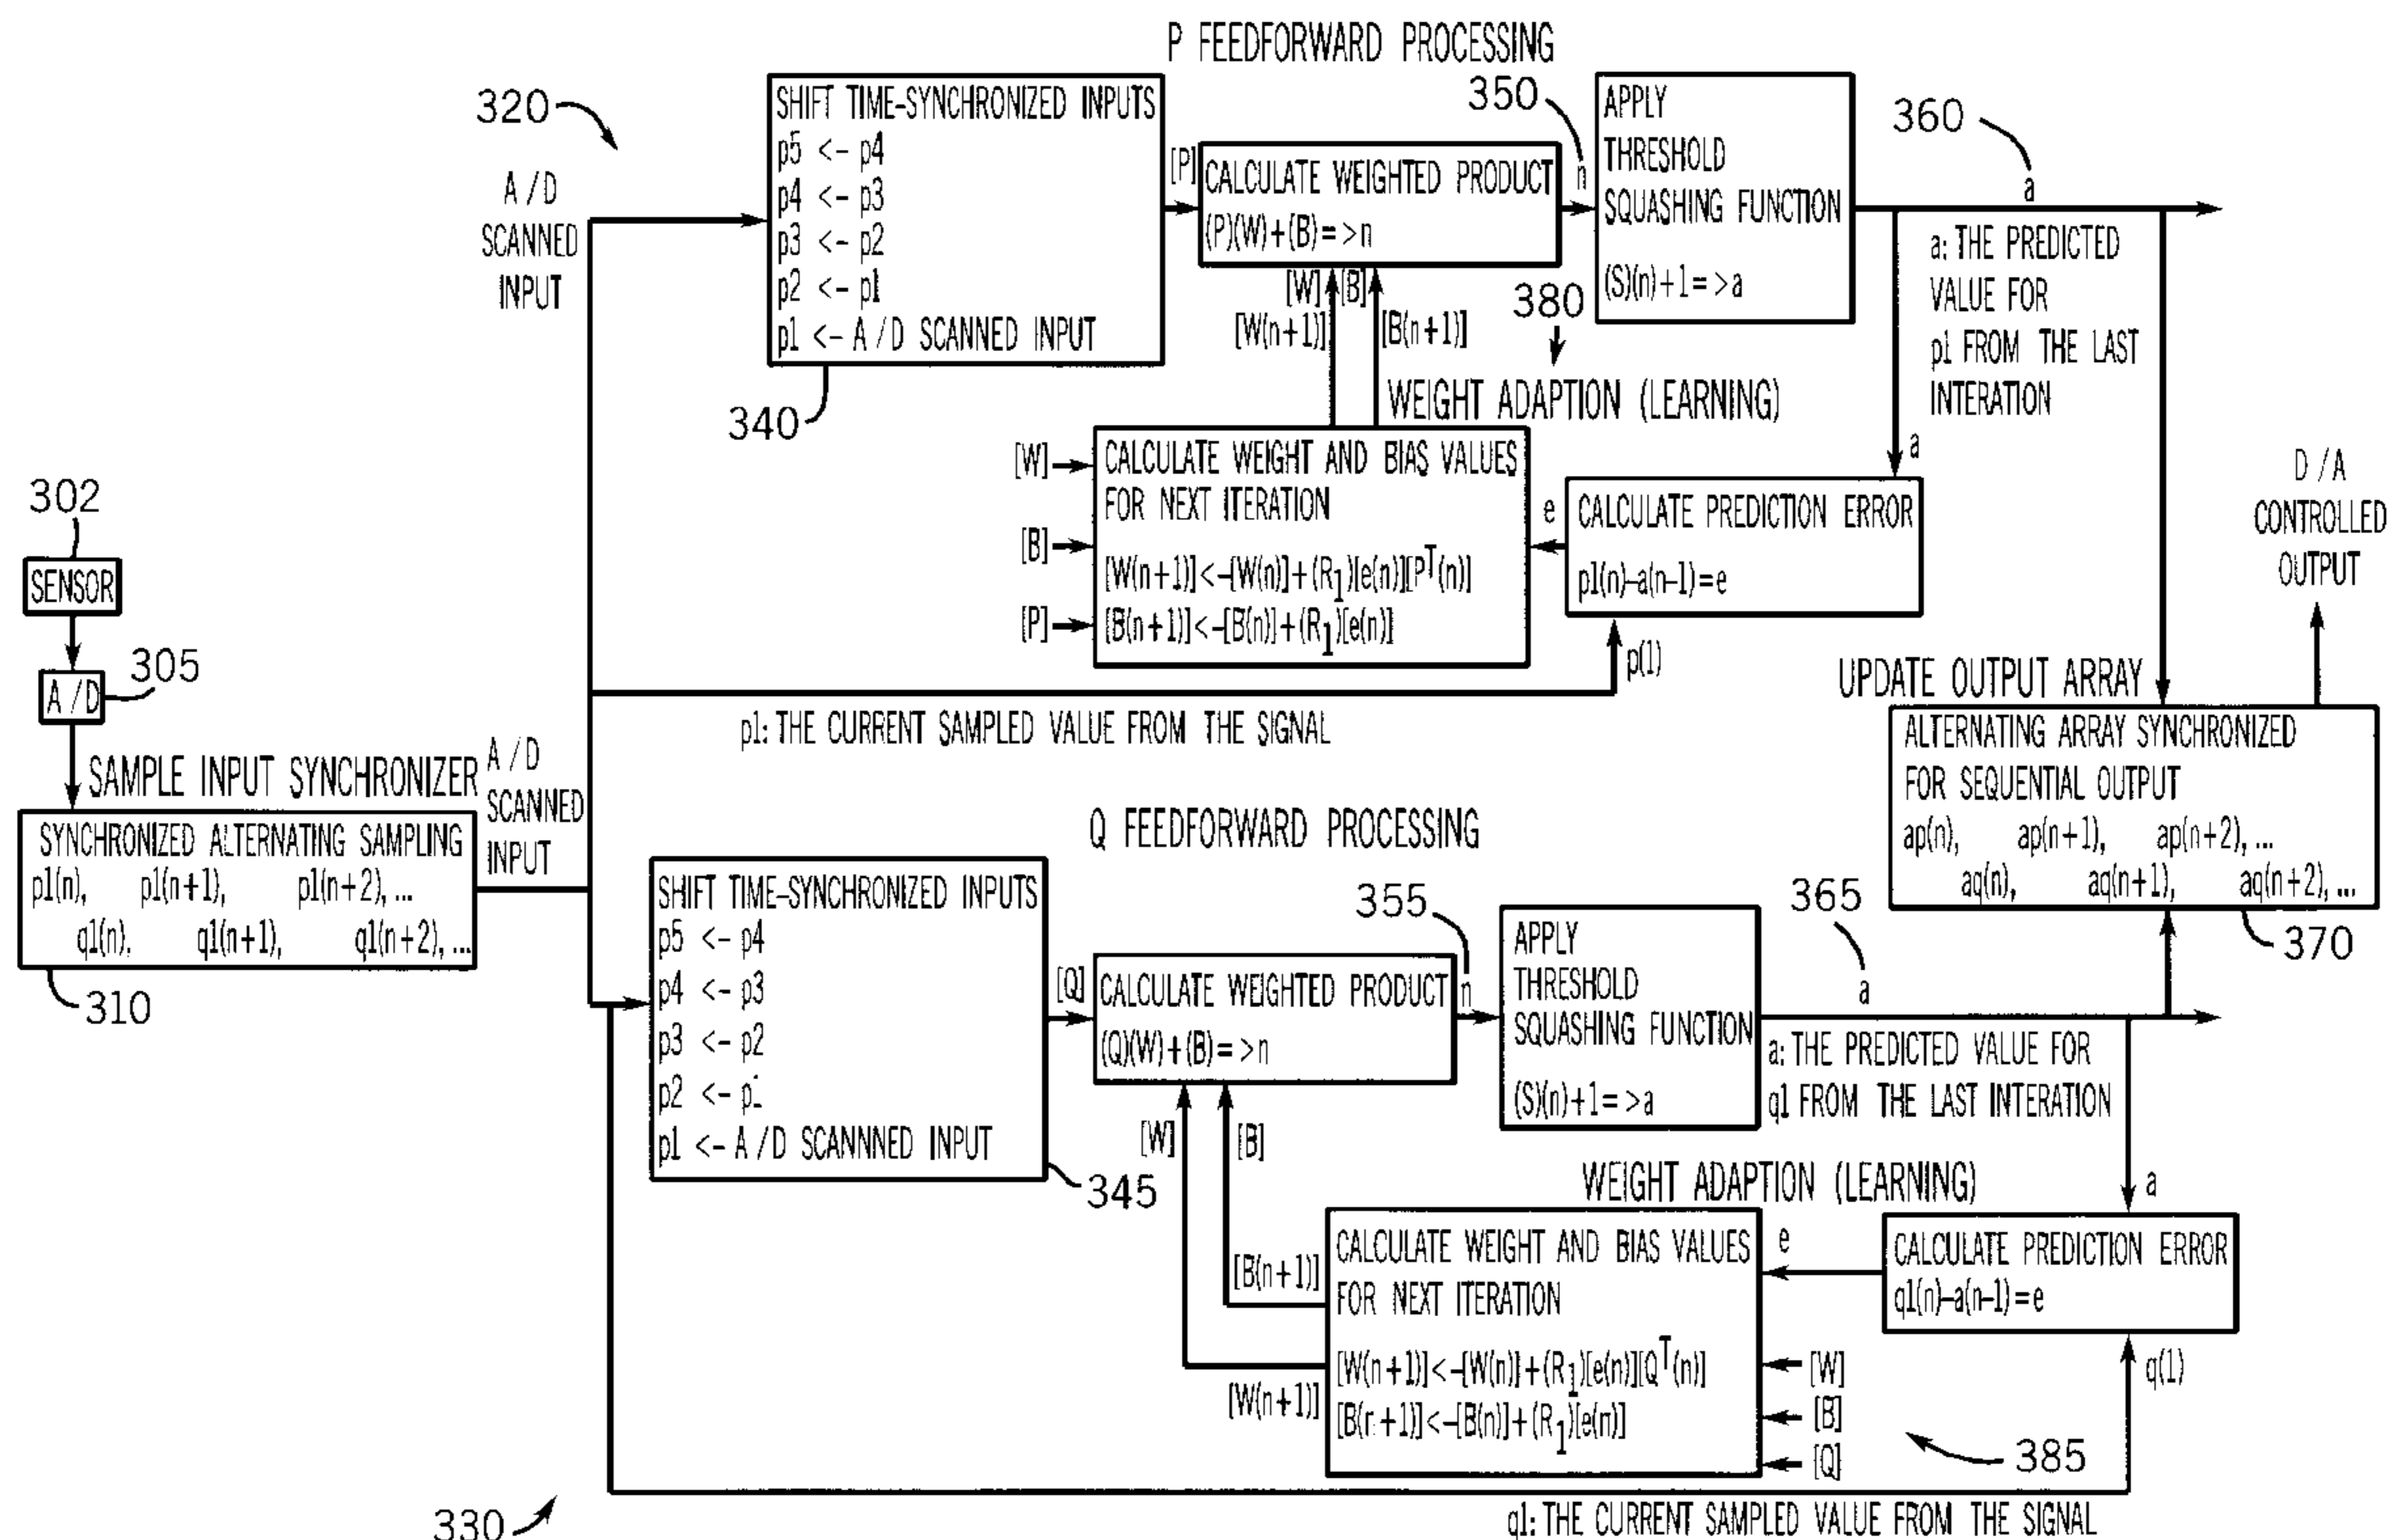 P FEEDFORWARD PROCESSING
320
A/D
SCANNED
INPUT
SHIFT TIME-SYNCHRONIZED INPUTS
p5 <- p4
p4 <- p3
p3 <- p2
p2 <- p1
p1 <- A/D SCANNED INPUT
340
[P]
CALCULATE WEIGHTED PRODUCT
(P)(W)+(B)=>n
350
n
APPLY
THRESHOLD
SQUASHING FUNCTION
(S)(n)+1=>a
360
a
a: THE PREDICTED
VALUE FOR
p1 FROM THE LAST
INTERATION
[W] [B]
[W(n+1)] [B(n+1)]
380
WEIGHT ADAPTION (LEARNING)
[W]
[B]
[P]
CALCULATE WEIGHT AND BIAS VALUES
FOR NEXT ITERATION
[W(n+1)]<-[W(n)]+(R1)[e(n)][P^T(n)]
[B(n+1)]<-[B(n)]+(R1)[e(n)]
e
a
CALCULATE PREDICTION ERROR
p1(n)-a(n-1)=e
p(1)
p1: THE CURRENT SAMPLED VALUE FROM THE SIGNAL
D/A
CONTROLLED
OUTPUT
302
SENSOR
305
A/D
SAMPLE INPUT SYNCHRONIZER
SYNCHRONIZED ALTERNATING SAMPLING
p1(n), p1(n+1), p1(n+2), ...
q1(n), q1(n+1), q1(n+2), ...
310
A/D
SCANNED
INPUT
UPDATE OUTPUT ARRAY
ALTERNATING ARRAY SYNCHRONIZED
FOR SEQUENTIAL OUTPUT
ap(n), ap(n+1), ap(n+2), ...
aq(n), aq(n+1), aq(n+2), ...
370
Q FEEDFORWARD PROCESSING
SHIFT TIME-SYNCHRONIZED INPUTS
p5 <- p4
p4 <- p3
p3 <- p2
p2 <- p1
p1 <- A/D SCANNNED INPUT
345
[Q]
CALCULATE WEIGHTED PRODUCT
(Q)(W)+(B)=>n
355
n
APPLY
THRESHOLD
SQUASHING FUNCTION
(S)(n)+1=>a
365
a
a: THE PREDICTED VALUE FOR
q1 FROM THE LAST INTERATION
[W] [B]
[B(n+1)]
[W(n+1)]
WEIGHT ADAPTION (LEARNING)
CALCULATE WEIGHT AND BIAS VALUES
FOR NEXT ITERATION
[W(n+1)]<-[W(n)]+(R1)[e(n)][Q^T(n)]
[B(n+1)]<-[B(n)]+(R1)[e(n)]
e
a
CALCULATE PREDICTION ERROR
q1(n)-a(n-1)=e
[W]
[B]
[Q]
q(1)
385
330
q1: THE CURRENT SAMPLED VALUE FROM THE SIGNAL